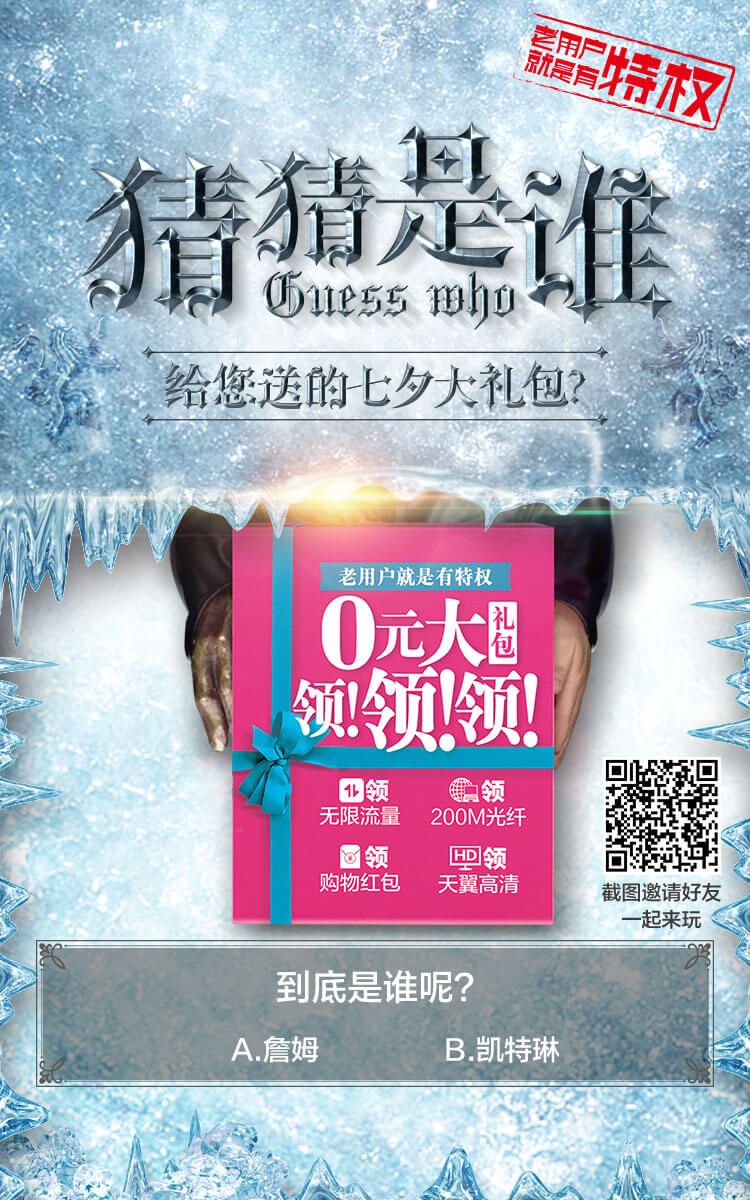 老用户
就是有特权
猜猜是谁
Guess who
给您送的七夕大礼包?
老用户就是有特权
0元大礼包
领!领!领!
领 领
无限流量 200M光纤
领 HD领
购物红包 天翼高清
截图邀请好友
一起来玩
到底是谁呢?
A.詹姆 B.凯特琳